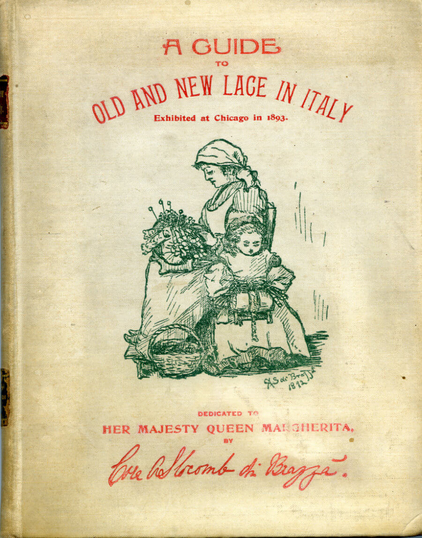 A GUIDE
TO
OLD AND NEW LACE IN ITALY
Exhibited at Chicago in 1893.
1892
DEDICATED TO
HER MAJESTY QUEEN MARGHERITA,
BY
Cora A. Slocomb di Brazzà.